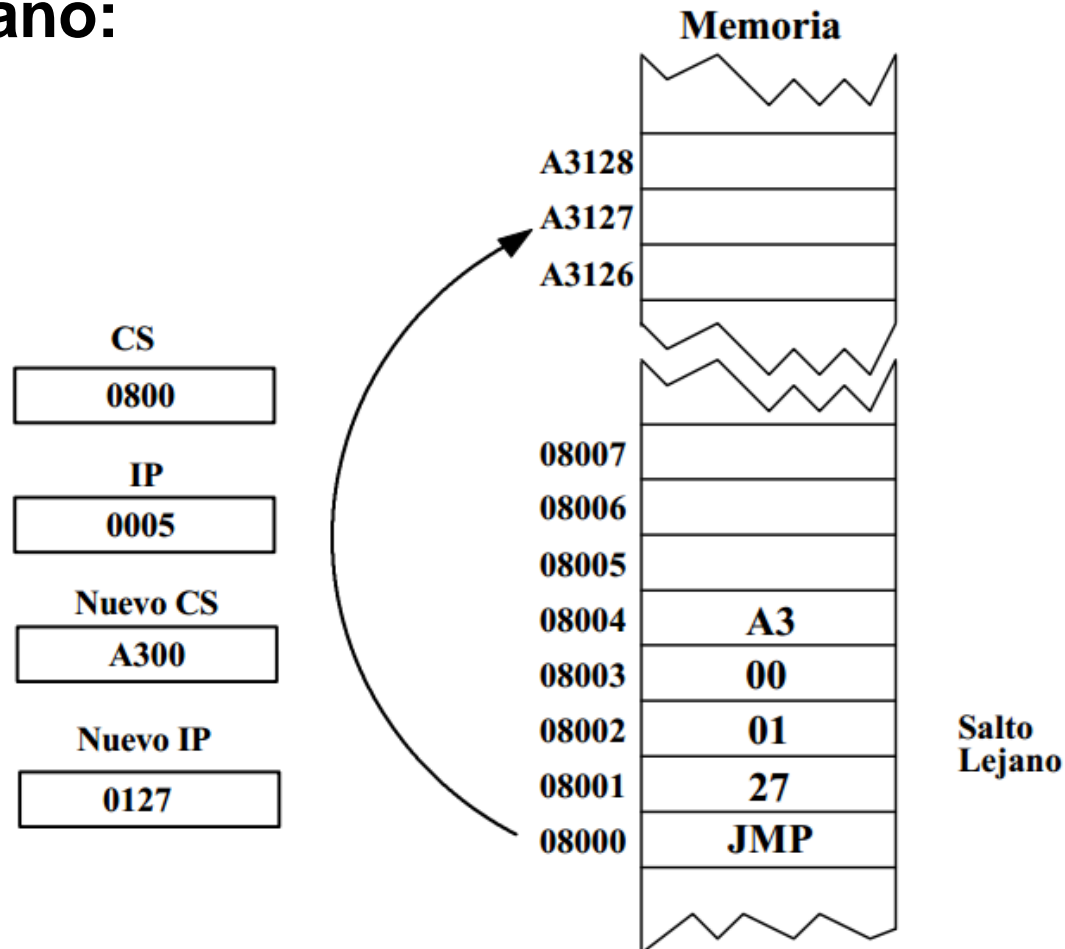 ano:
Memoria
A3128
A3127
A3126
CS
0800
IP
0005
Nuevo CS
A300
Nuevo IP
0127
08007
08006
08005
08004 A3
08003 00
08002 01
08001 27
08000 JMP
Salto
Lejano